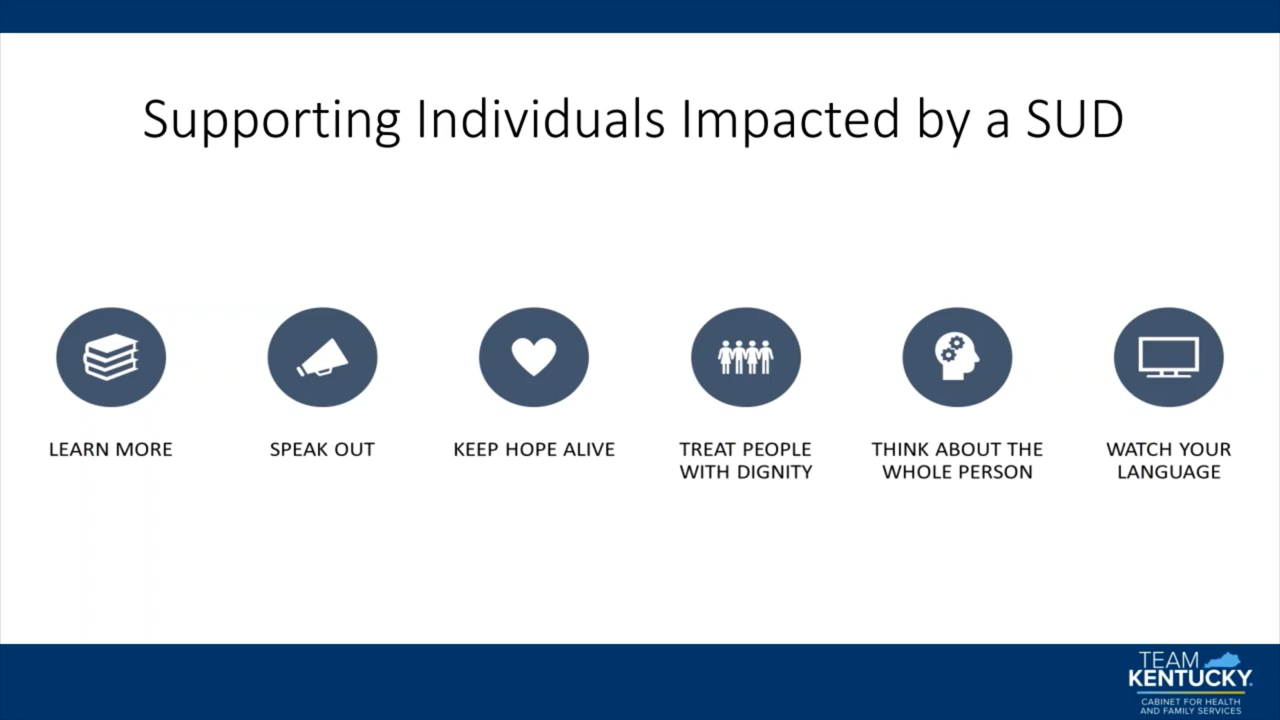 Supporting Individuals Impacted by a SUD
LEARN MORE
SPEAK OUT
KEEP HOPE ALIVE
TREAT PEOPLE
WITH DIGNITY
THINK ABOUT THE
WHOLE PERSON
WATCH YOUR
LANGUAGE
TEAM
KENTUCKY®
CABINET FOR HEALTH
AND FAMILY SERVICES